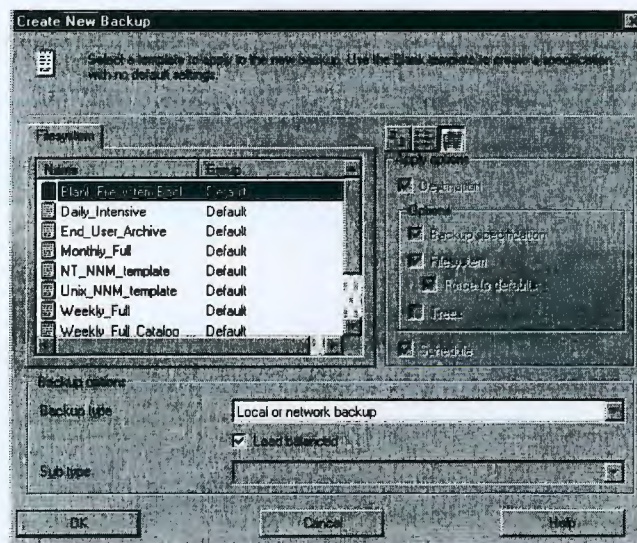 Create New Backup
Select a template to apply to the new backup. Use the Blank template to create a specification
with no default settings.
Filesystem
Name Group
Blank Filesystem Back... Default
Daily_Intensive Default
End_User_Archive Default
Monthly_Full Default
NT_NNM_template Default
Unix_NNM_template Default
Weekly_Full Default
Weekly_Full_Catalog ... Default
Apply options
Destination
Options
Backup specification
Filesystem
Force to defaults
Trees
Schedule
Backup options
Backup type
Local or network backup
Load balanced
Sub type
OK Cancel Help